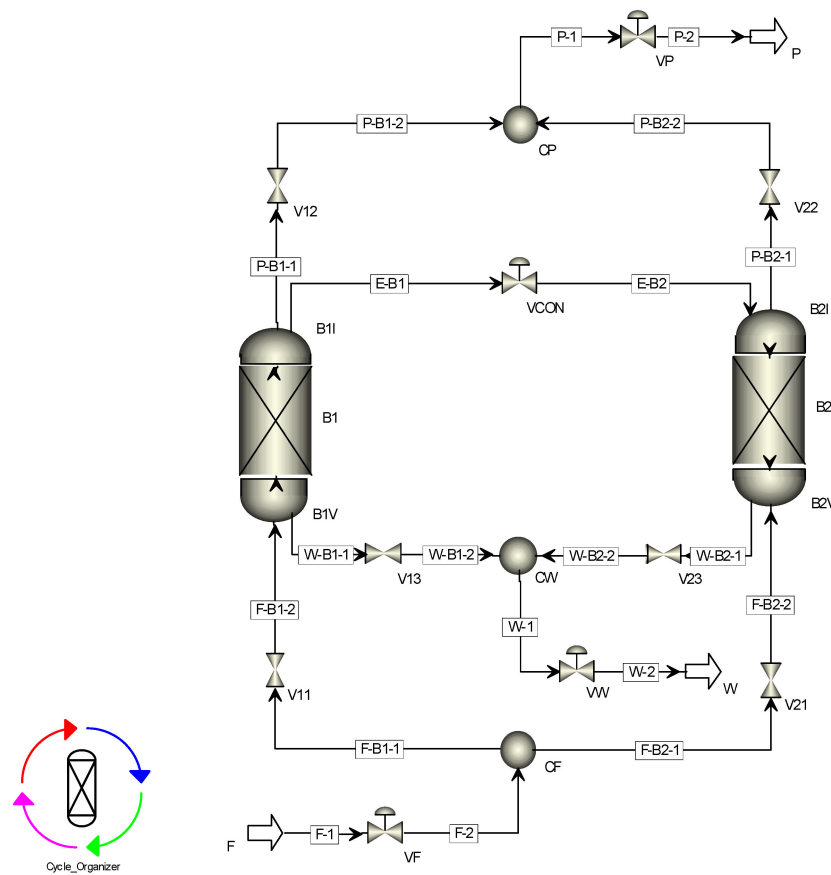 P-1
P-2
VP
P
P-B1-2
P-B2-2
CP
V12
V22
P-B1-1
P-B2-1
E-B1
E-B2
VCON
B1I
B2I
B1
B2
B1V
B2V
W-B1-1
W-B1-2
W-B2-2
W-B2-1
V13
CW
V23
F-B1-2
F-B2-2
W-1
W-2
V11
VW
W
V21
F-B1-1
F-B2-1
CF
F
F-1
F-2
VF
Cycle_Organizer